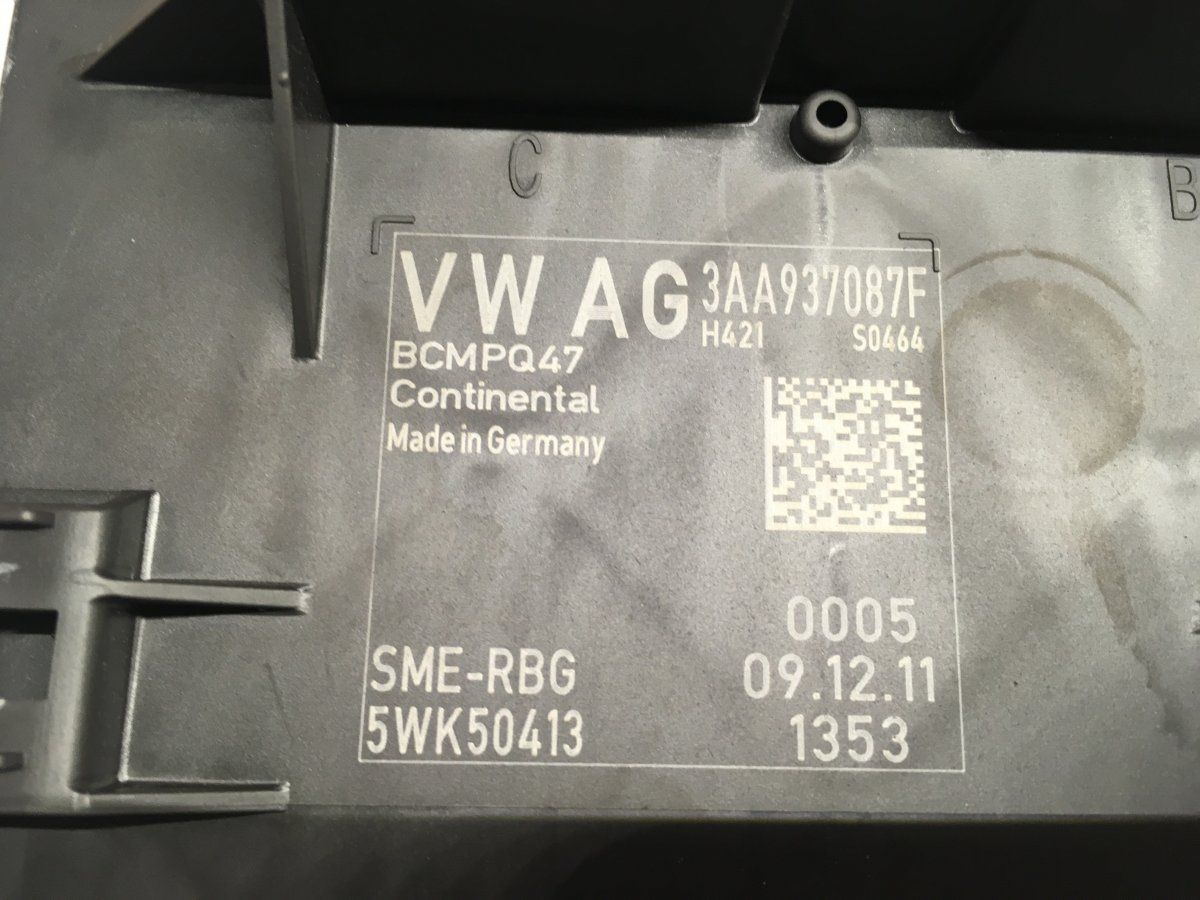 C
B
VW AG 3AA937087F
H421 S0464
BCMPQ47
Continental
Made in Germany
0005
SME-RBG 09.12.11
5WK50413 1353